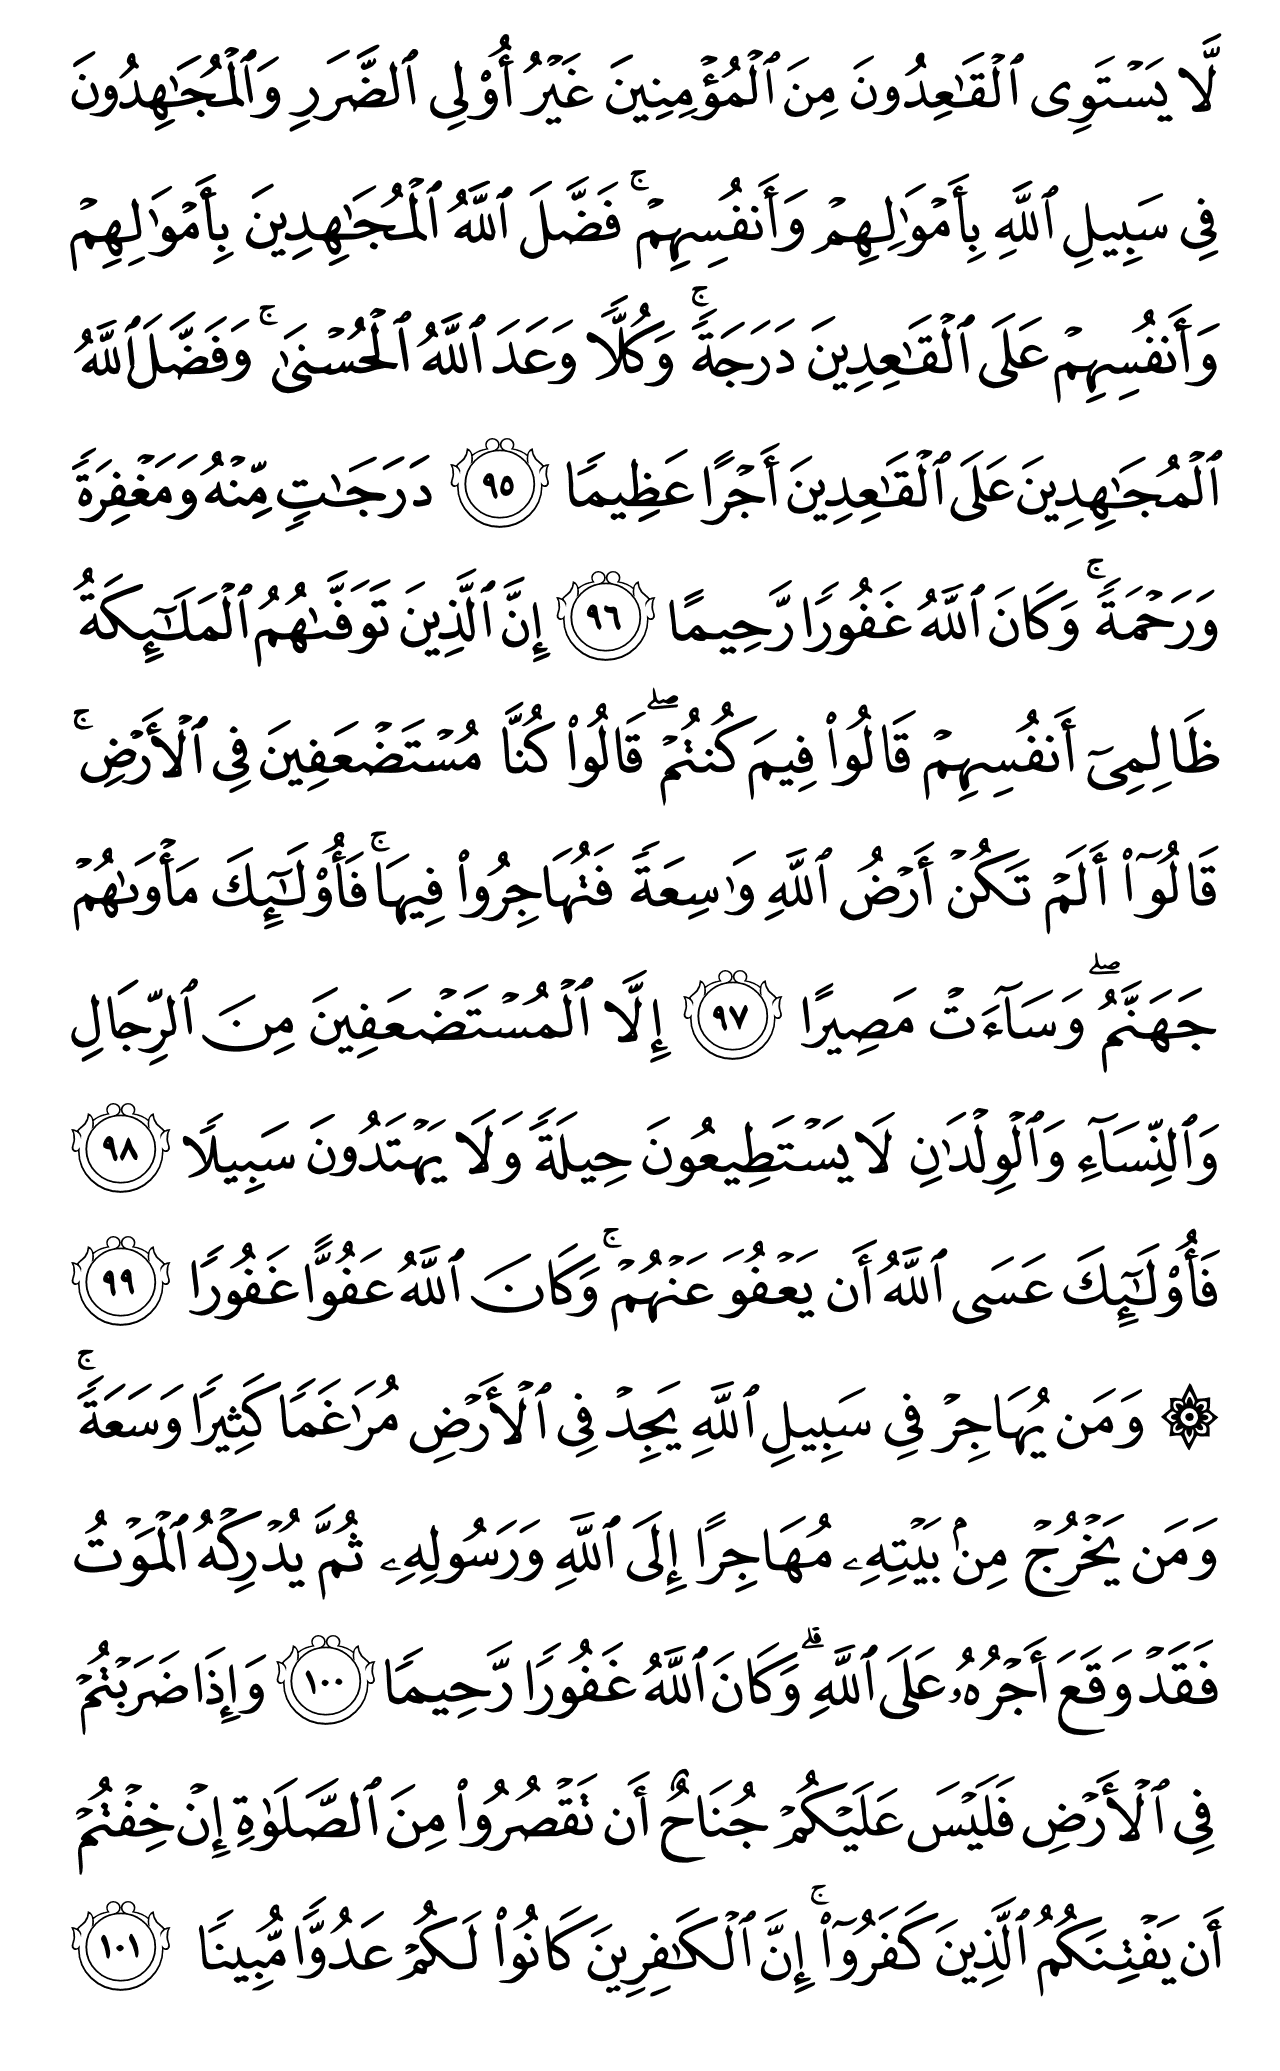 لَّا يَسۡتَوِي ٱلۡقَٰعِدُونَ مِنَ ٱلۡمُؤۡمِنِينَ غَيۡرُ أُوْلِي ٱلضَّرَرِ وَٱلۡمُجَٰهِدُونَ
فِي سَبِيلِ ٱللَّهِ بِأَمۡوَٰلِهِمۡ وَأَنفُسِهِمۡۚ فَضَّلَ ٱللَّهُ ٱلۡمُجَٰهِدِينَ بِأَمۡوَٰلِهِمۡ
وَأَنفُسِهِمۡ عَلَى ٱلۡقَٰعِدِينَ دَرَجَةٗۚ وَكُلّٗا وَعَدَ ٱللَّهُ ٱلۡحُسۡنَىٰۚ وَفَضَّلَ ٱللَّهُ
ٱلۡمُجَٰهِدِينَ عَلَى ٱلۡقَٰعِدِينَ أَجۡرًا عَظِيمٗا ٩٥ دَرَجَٰتٖ مِّنۡهُ وَمَغۡفِرَةٗ
وَرَحۡمَةٗۚ وَكَانَ ٱللَّهُ غَفُورٗا رَّحِيمًا ٩٦ إِنَّ ٱلَّذِينَ تَوَفَّىٰهُمُ ٱلۡمَلَٰٓئِكَةُ
ظَالِمِيٓ أَنفُسِهِمۡ قَالُواْ فِيمَ كُنتُمۡۖ قَالُواْ كُنَّا مُسۡتَضۡعَفِينَ فِي ٱلۡأَرۡضِۚ
قَالُوٓاْ أَلَمۡ تَكُنۡ أَرۡضُ ٱللَّهِ وَٰسِعَةٗ فَتُهَاجِرُواْ فِيهَاۚ فَأُوْلَٰٓئِكَ مَأۡوَىٰهُمۡ
جَهَنَّمُۖ وَسَآءَتۡ مَصِيرًا ٩٧ إِلَّا ٱلۡمُسۡتَضۡعَفِينَ مِنَ ٱلرِّجَالِ
وَٱلنِّسَآءِ وَٱلۡوِلۡدَٰنِ لَا يَسۡتَطِيعُونَ حِيلَةٗ وَلَا يَهۡتَدُونَ سَبِيلٗا ٩٨
فَأُوْلَٰٓئِكَ عَسَى ٱللَّهُ أَن يَعۡفُوَ عَنۡهُمۡۚ وَكَانَ ٱللَّهُ عَفُوًّا غَفُورٗا ٩٩
۞ وَمَن يُهَاجِرۡ فِي سَبِيلِ ٱللَّهِ يَجِدۡ فِي ٱلۡأَرۡضِ مُرَٰغَمٗا كَثِيرٗا وَسَعَةٗۚ
وَمَن يَخۡرُجۡ مِنۢ بَيۡتِهِۦ مُهَاجِرًا إِلَى ٱللَّهِ وَرَسُولِهِۦ ثُمَّ يُدۡرِكۡهُ ٱلۡمَوۡتُ
فَقَدۡ وَقَعَ أَجۡرُهُۥ عَلَى ٱللَّهِۗ وَكَانَ ٱللَّهُ غَفُورٗا رَّحِيمٗا ١٠٠ وَإِذَا ضَرَبۡتُمۡ
فِي ٱلۡأَرۡضِ فَلَيۡسَ عَلَيۡكُمۡ جُنَاحٌ أَن تَقۡصُرُواْ مِنَ ٱلصَّلَوٰةِ إِنۡ خِفۡتُمۡ
أَن يَفۡتِنَكُمُ ٱلَّذِينَ كَفَرُوٓاْۚ إِنَّ ٱلۡكَٰفِرِينَ كَانُواْ لَكُمۡ عَدُوّٗا مُّبِينٗا ١٠١